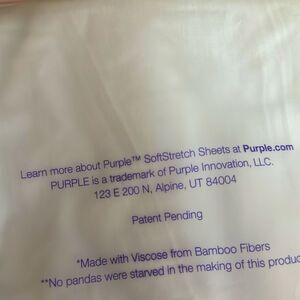 Learn more about Purple™ SoftStretch Sheets at Purple.com
PURPLE is a trademark of Purple Innovation, LLC.
123 E 200 N, Alpine, UT 84004
Patent Pending
*Made with Viscose from Bamboo Fibers
**No pandas were starved in the making of this produc